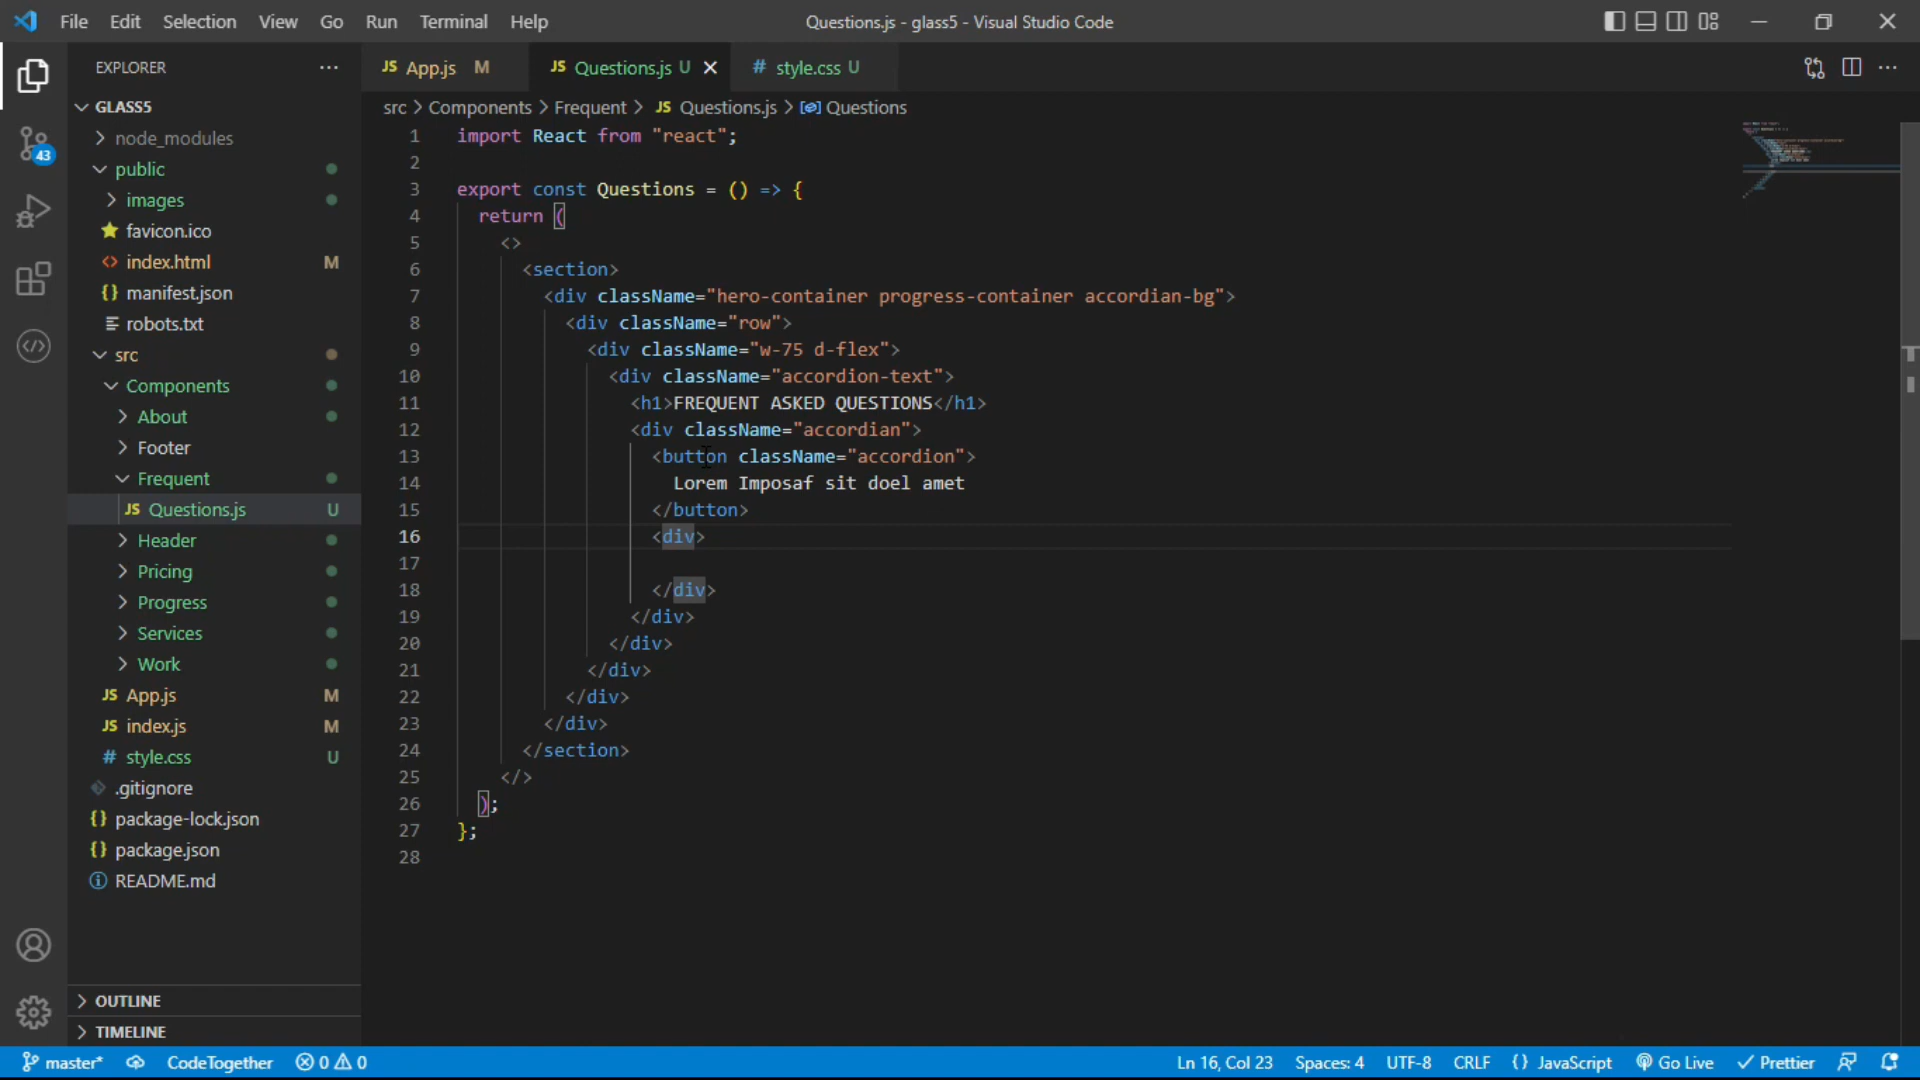 File Edit Selection View Go Run Terminal Help Questions.js - glass5 - Visual Studio Code
EXPLORER ···
JS App.js M JS Questions.js U # style.css U
GLASS5
src > Components > Frequent > JS Questions.js > Questions
node_modules
public
images
favicon.ico
index.html M
{} manifest.json
robots.txt
src
Components
About
Footer
Frequent
JS Questions.js U
Header
Pricing
Progress
Services
Work
JS App.js M
JS index.js M
# style.css U
.gitignore
{} package-lock.json
{} package.json
README.md
OUTLINE
TIMELINE
43
1 import React from "react";
2
3 export const Questions = () => {
4 return (
5 <>
6 <section>
7 <div className="hero-container progress-container accordian-bg">
8 <div className="row">
9 <div className="w-75 d-flex">
10 <div className="accordion-text">
11 <h1>FREQUENT ASKED QUESTIONS</h1>
12 <div className="accordian">
13 <button className="accordion">
14 Lorem Imposaf sit doel amet
15 </button>
16 <div>
17
18 </div>
19 </div>
20 </div>
21 </div>
22 </div>
23 </div>
24 </section>
25 </>
26 );
27 };
28
master* CodeTogether 0 0 Ln 16, Col 23 Spaces: 4 UTF-8 CRLF {} JavaScript Go Live Prettier